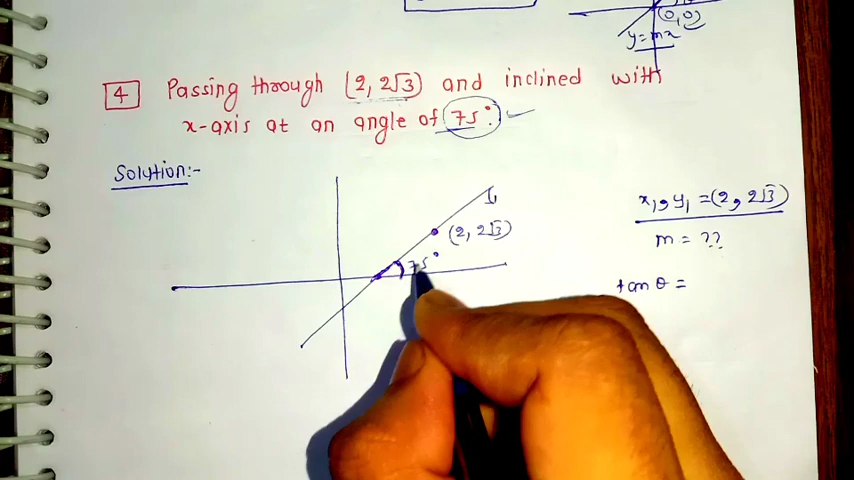 (0,0)
y=mx
4 Passing through (2, 2√3) and inclined with
x-axis at an angle of 75°.
Solution:-
L
(2, 2√3)
75°
x₁, y₁ = (2, 2√3)
m = ??
tan θ =